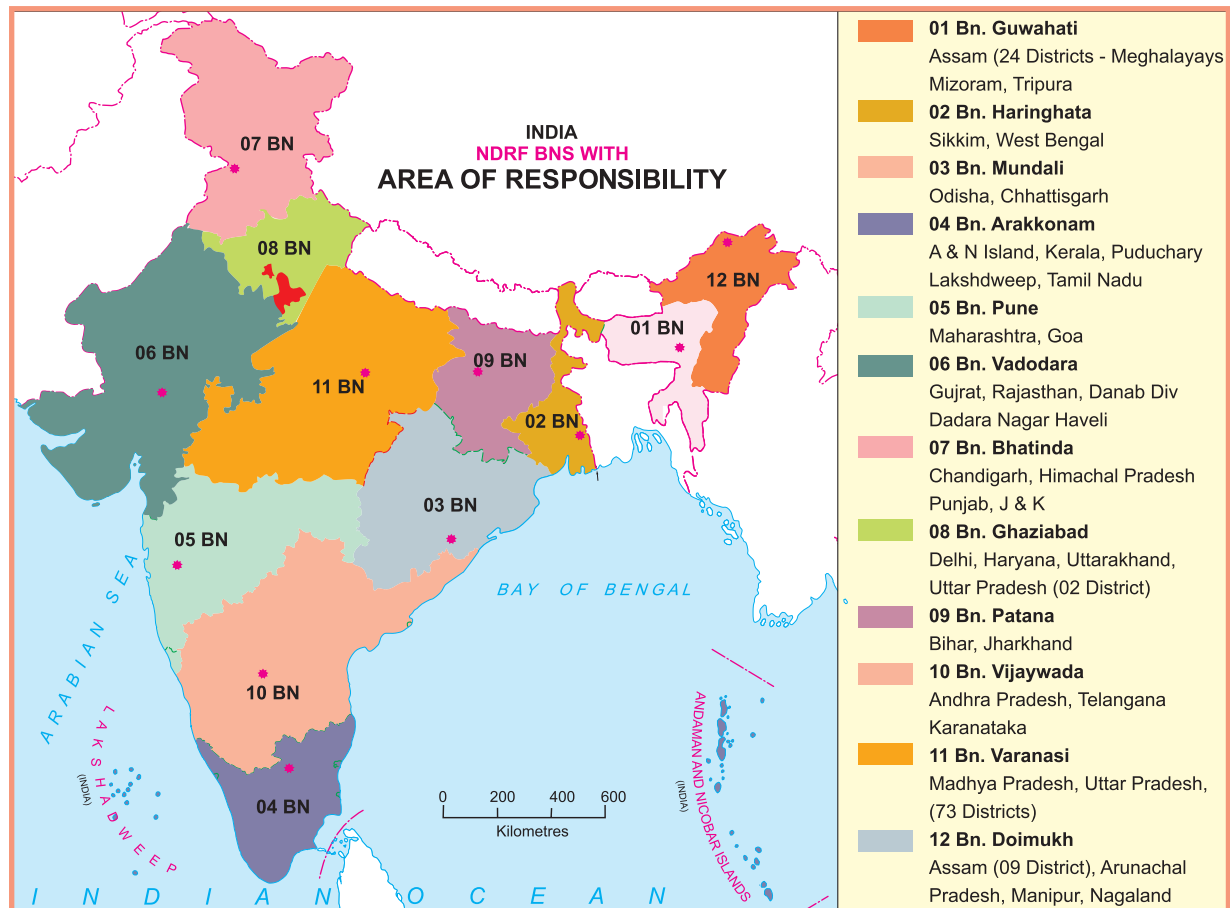 INDIA
NDRF BNS WITH
AREA OF RESPONSIBILITY
07 BN
08 BN
12 BN
01 BN
06 BN
09 BN
11 BN
02 BN
03 BN
05 BN
10 BN
04 BN
ARABIAN SEA
BAY OF BENGAL
LAKSHADWEEP
(INDIA)
ANDAMAN AND NICOBAR ISLANDS
(INDIA)
0 200 400 600
Kilometres
INDIAN OCEAN
01 Bn. Guwahati
Assam (24 Districts - Meghalayays
Mizoram, Tripura
02 Bn. Haringhata
Sikkim, West Bengal
03 Bn. Mundali
Odisha, Chhattisgarh
04 Bn. Arakkonam
A & N Island, Kerala, Puduchary
Lakshdweep, Tamil Nadu
05 Bn. Pune
Maharashtra, Goa
06 Bn. Vadodara
Gujrat, Rajasthan, Danab Div
Dadara Nagar Haveli
07 Bn. Bhatinda
Chandigarh, Himachal Pradesh
Punjab, J & K
08 Bn. Ghaziabad
Delhi, Haryana, Uttarakhand,
Uttar Pradesh (02 District)
09 Bn. Patana
Bihar, Jharkhand
10 Bn. Vijaywada
Andhra Pradesh, Telangana
Karanataka
11 Bn. Varanasi
Madhya Pradesh, Uttar Pradesh,
(73 Districts)
12 Bn. Doimukh
Assam (09 District), Arunachal
Pradesh, Manipur, Nagaland